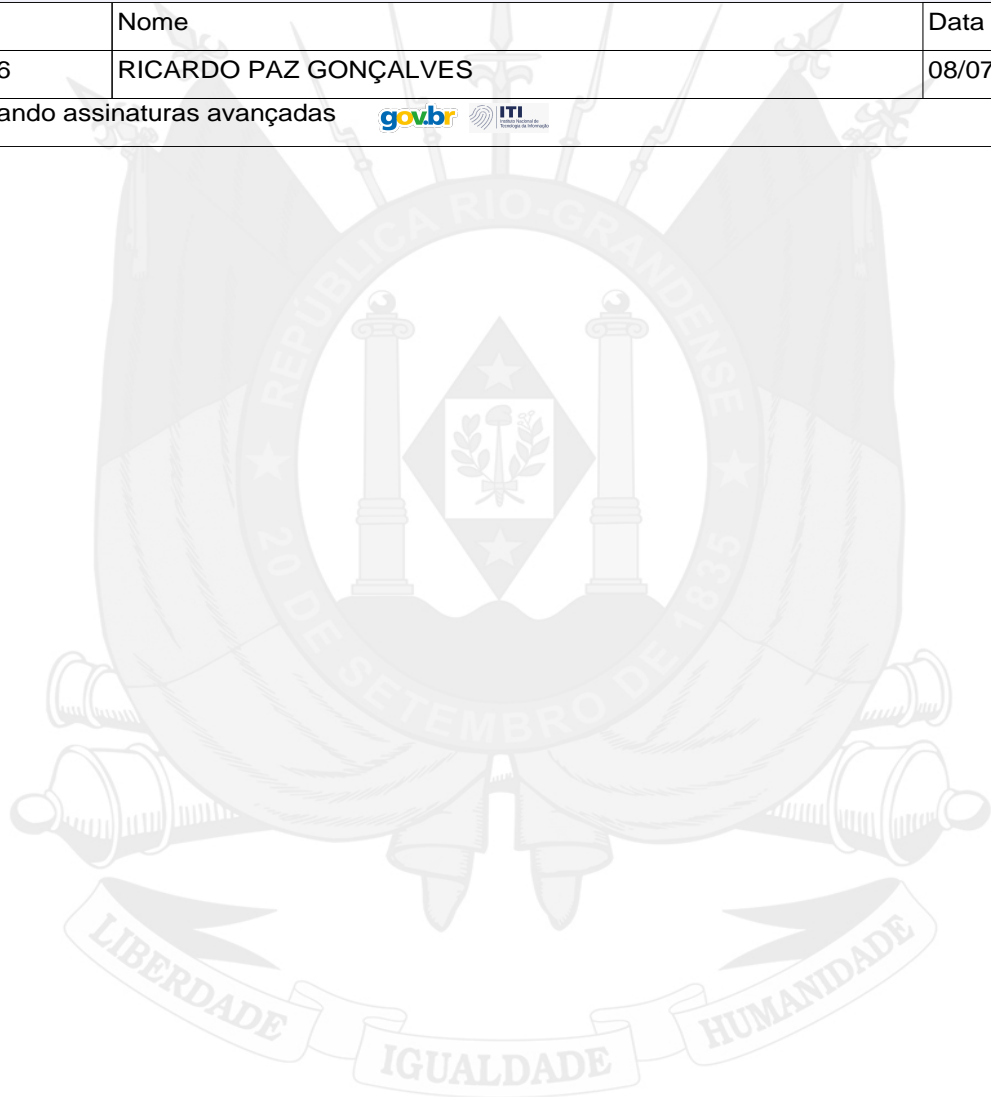 Nome Data
6 RICARDO PAZ GONÇALVES 08/07
ando assinaturas avançadas gov.br ITI
REPÚBLICA RIO-GRANDENSE
20 DE SETEMBRO DE 1835
LIBERDADE IGUALDADE HUMANIDADE